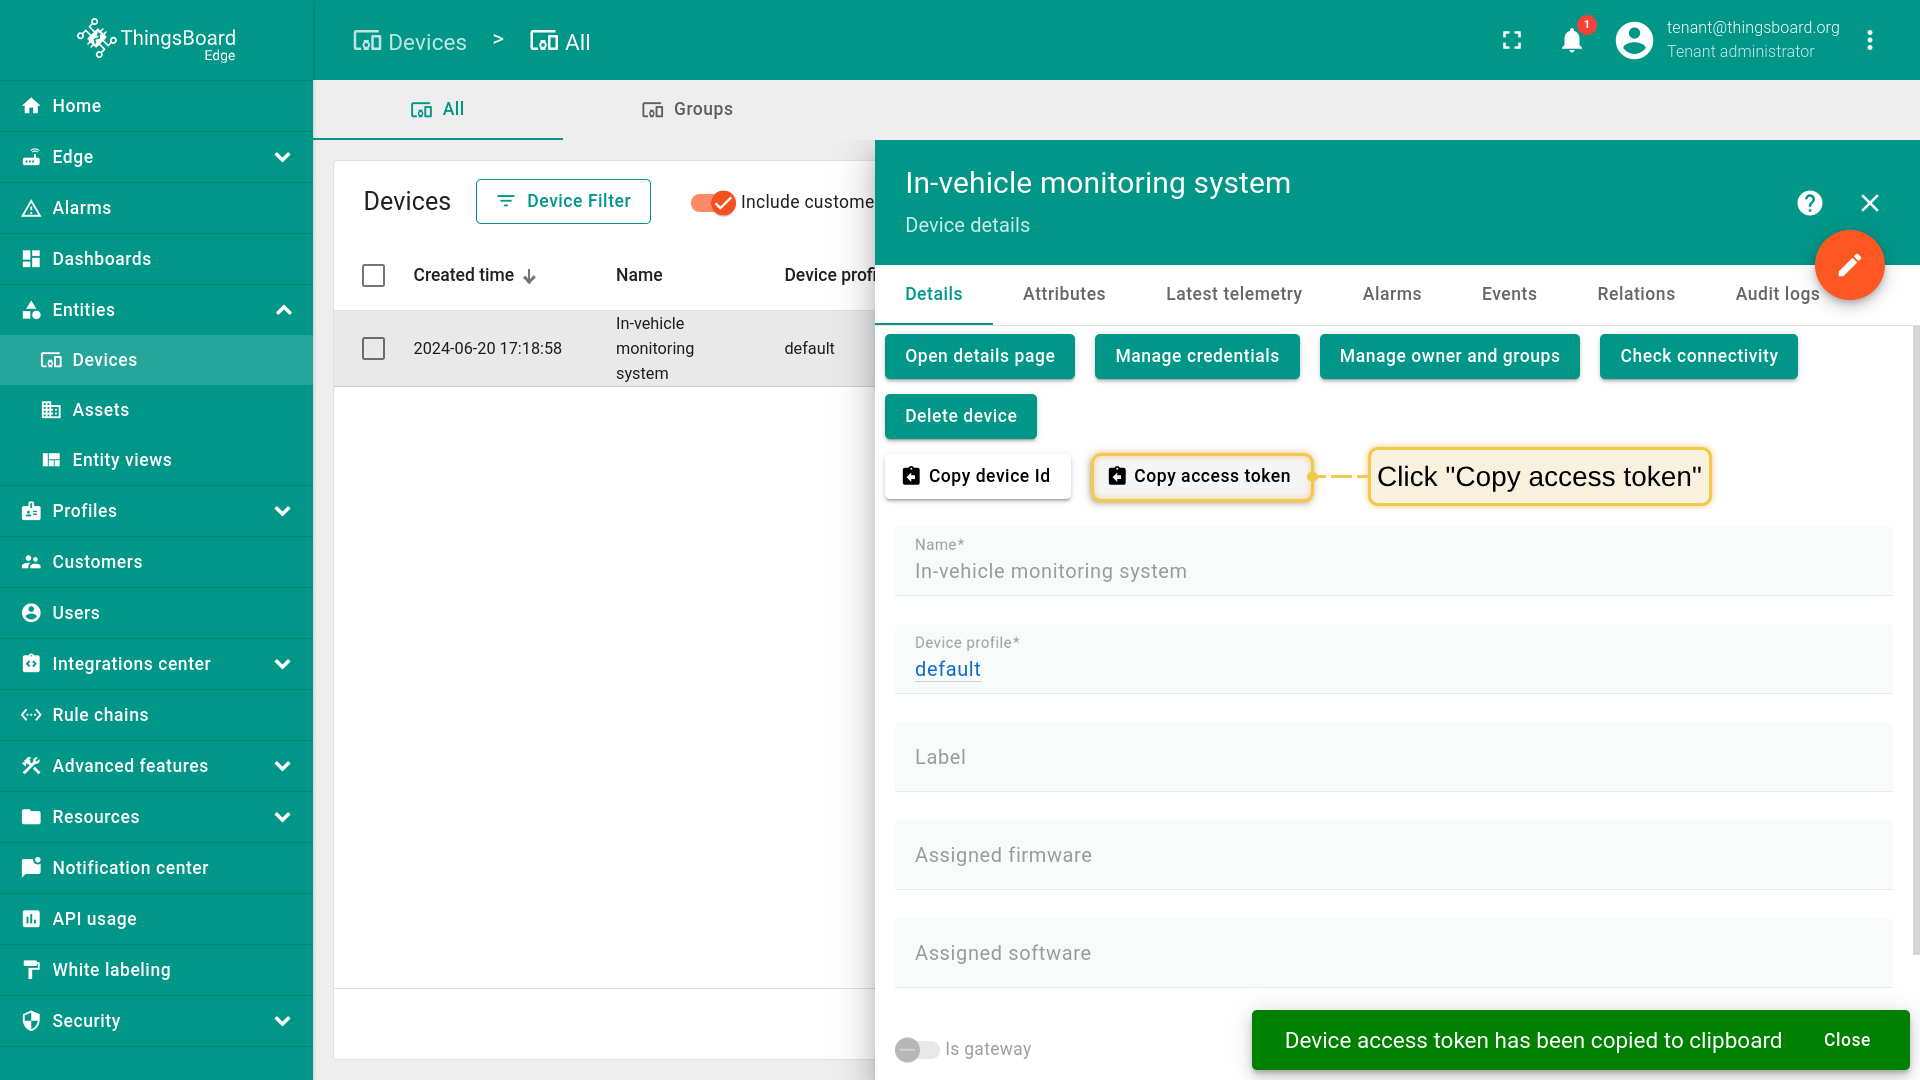 ThingsBoard
Edge
Devices > All
1
tenant@thingsboard.org
Tenant administrator
Home
Edge
Alarms
Dashboards
Entities
Devices
Assets
Entity views
Profiles
Customers
Users
Integrations center
Rule chains
Advanced features
Resources
Notification center
API usage
White labeling
Security
All
Groups
Devices
Device Filter
Include custome
Created time
Name
Device profi
2024-06-20 17:18:58
In-vehicle
monitoring
system
default
In-vehicle monitoring system
Device details
Details
Attributes
Latest telemetry
Alarms
Events
Relations
Audit logs
Open details page
Manage credentials
Manage owner and groups
Check connectivity
Delete device
Copy device Id
Copy access token
Click "Copy access token"
Name*
In-vehicle monitoring system
Device profile*
default
Label
Assigned firmware
Assigned software
Is gateway
Device access token has been copied to clipboard
Close